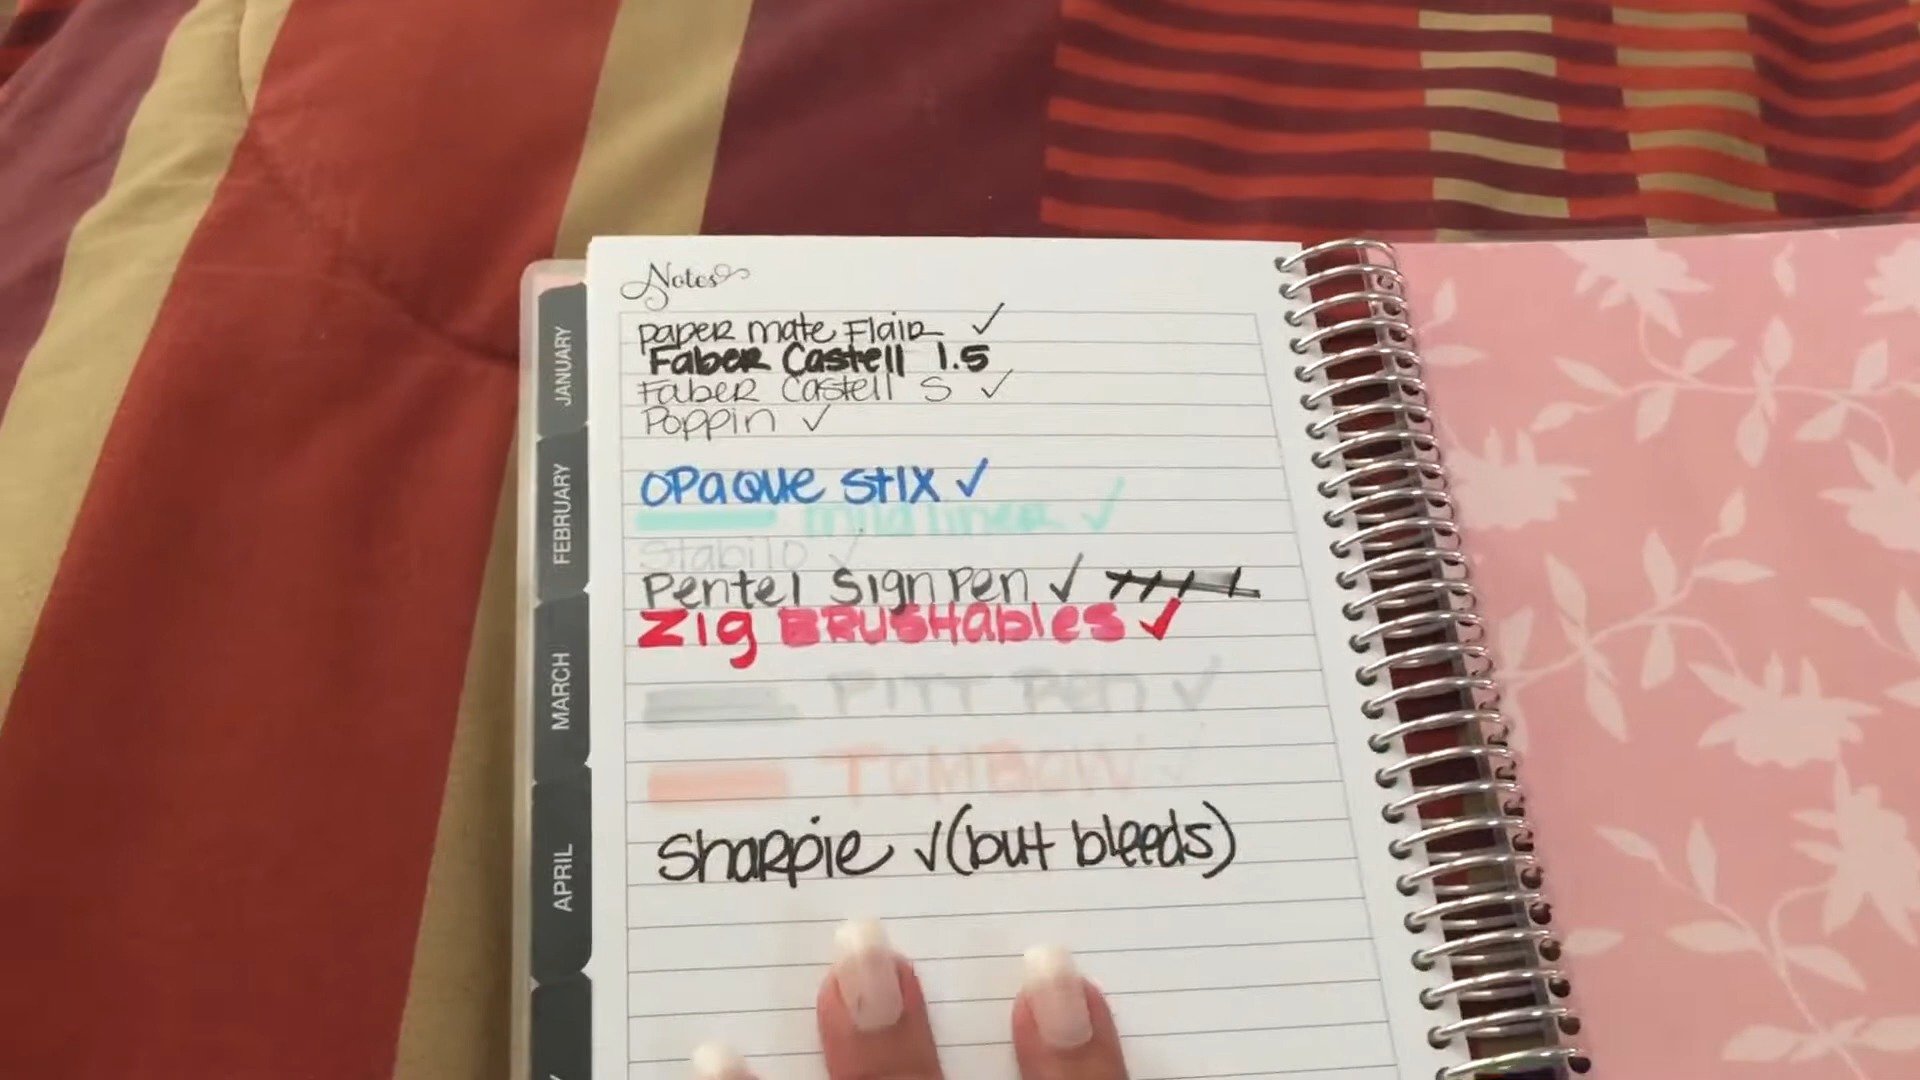 Notes
paper mate Flair ✓
Faber Castell 1.5
Faber Castell S ✓
Poppin ✓
Opaque Stix ✓
mildliner ✓
Stabilo ✓
Pentel Sign Pen ✓
Zig BRUSHables ✓
PITT Pen ✓
TOMBOW ✓
Sharpie ✓ (but bleeds)
JANUARY
FEBRUARY
MARCH
APRIL